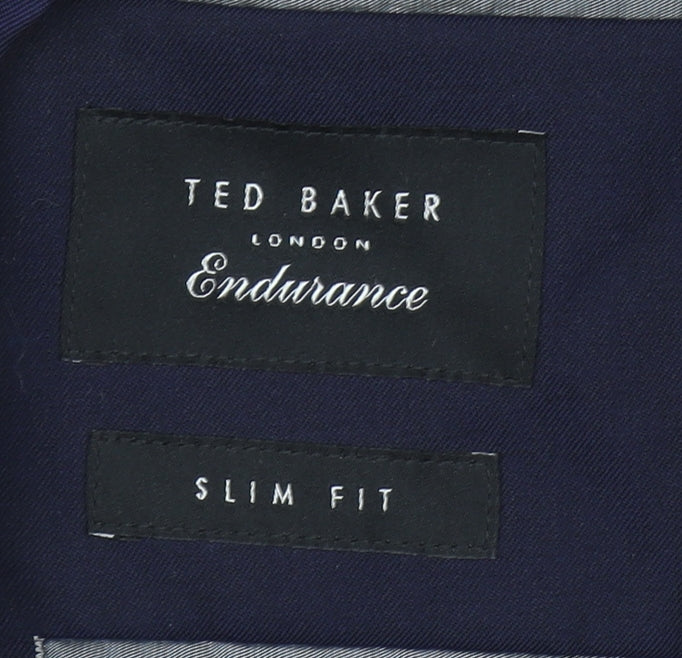 TED BAKER
LONDON
Endurance
SLIM FIT